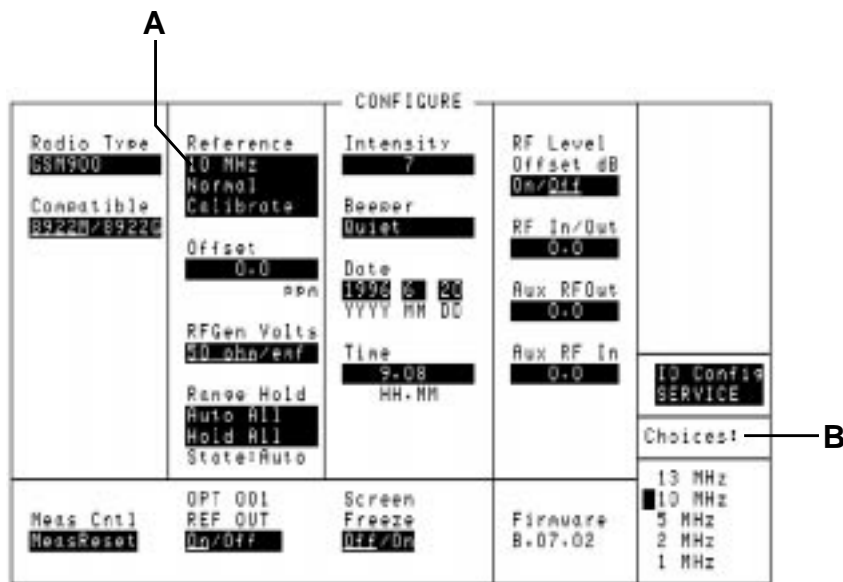 A
CONFIGURE
Radio Type
GSM900
Compatible
8922M/8922G
Reference
10 MHz
Normal
Calibrate
Offset
0.0
ppm
RFGen Volts
50 ohm/emf
Range Hold
Auto All
Hold All
State:Auto
Intensity
7
Beeper
Quiet
Date
1996 6 20
YYYY MM DD
Time
9.08
HH.MM
RF Level
Offset dB
On/Off
RF In/Out
0.0
Aux RFOut
0.0
Aux RF In
0.0
IO Config
SERVICE
Choices:
B
13 MHz
10 MHz
5 MHz
2 MHz
1 MHz
Meas Cntl
MeasReset
OPT 001
REF OUT
On/Off
Screen
Freeze
Off/On
Firmware
B.07.02